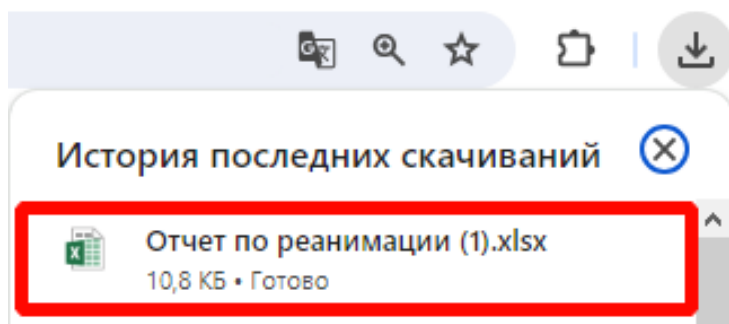 История последних скачиваний
Отчет по реанимации (1).xlsx
10,8 КБ • Готово